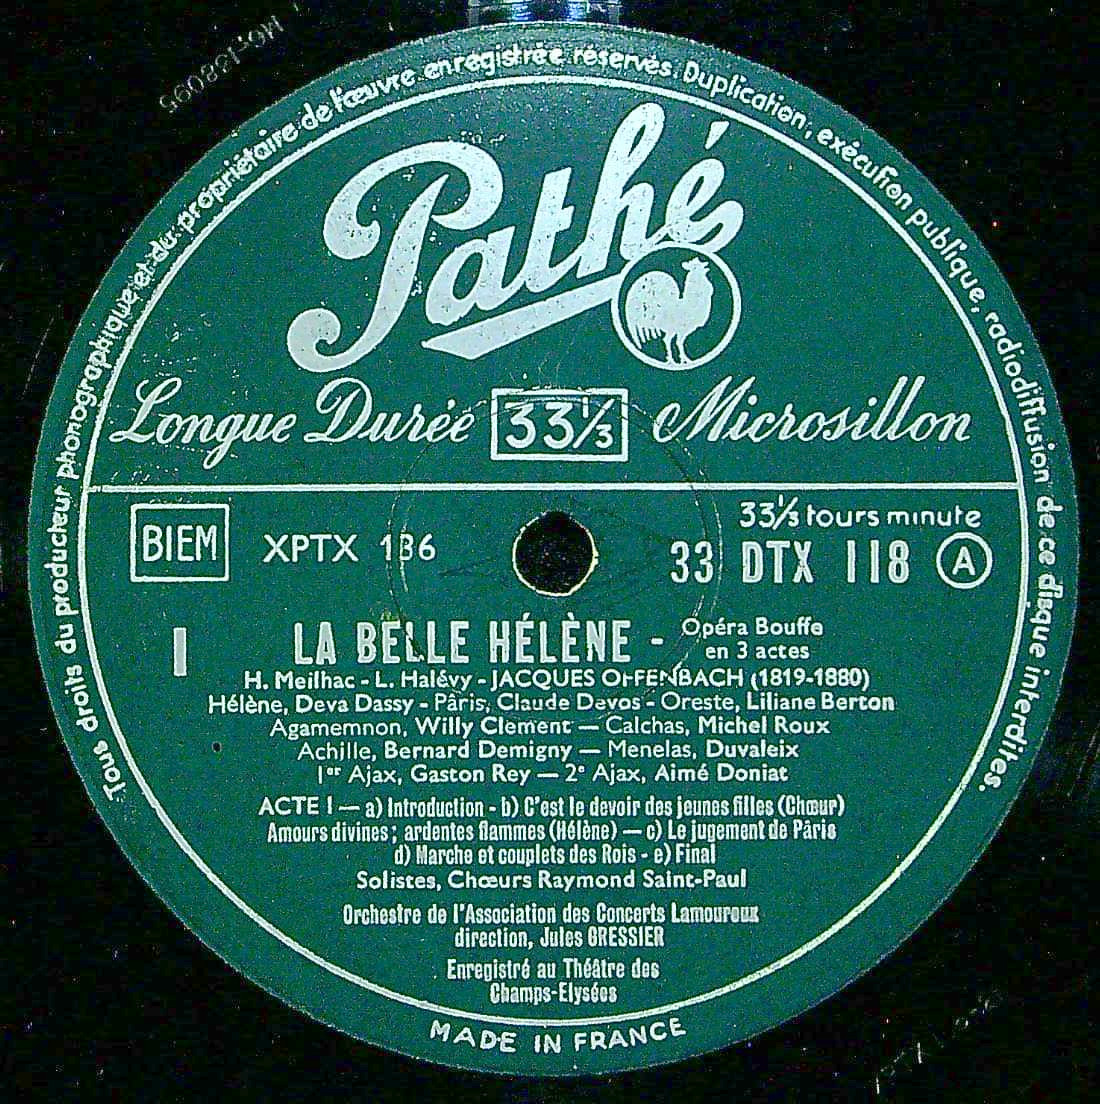 M6-138095
Tous droits du producteur phonographique et du propriétaire de l'œuvre enregistrée réservés. Duplication, exécution publique, radiodiffusion de ce disque interdites.
Pathé
Longue Durée 33 1/3 Microsillon
33 1/3 tours minute
BIEM XPTX 136 33 DTX 118 A
I LA BELLE HÉLÈNE - Opéra Bouffe
en 3 actes
H. Meilhac - L. Halévy - JACQUES OFFENBACH (1819-1880)
Hélène, Deva Dassy - Pâris, Claude Devos - Oreste, Liliane Berton
Agamemnon, Willy Clement — Calchas, Michel Roux
Achille, Bernard Demigny — Menelas, Duvaleix
1er Ajax, Gaston Rey — 2e Ajax, Aimé Doniat
ACTE I — a) Introduction - b) C'est le devoir des jeunes filles (Chœur)
Amours divines ; ardentes flammes (Hélène) — c) Le jugement de Pâris
d) Marche et couplets des Rois - e) Final
Solistes, Chœurs Raymond Saint-Paul
Orchestre de l'Association des Concerts Lamoureux
direction, Jules GRESSIER
Enregistré au Théâtre des
Champs-Elysées
MADE IN FRANCE